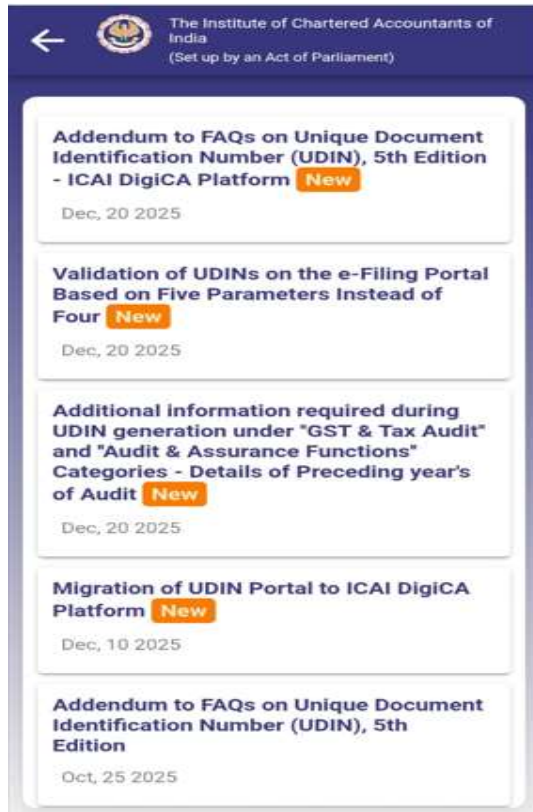 The Institute of Chartered Accountants of
India
(Set up by an Act of Parliament)
Addendum to FAQs on Unique Document
Identification Number (UDIN), 5th Edition
- ICAI DigiCA Platform New
Dec, 20 2025
Validation of UDINs on the e-Filing Portal
Based on Five Parameters Instead of
Four New
Dec, 20 2025
Additional information required during
UDIN generation under "GST & Tax Audit"
and "Audit & Assurance Functions"
Categories - Details of Preceding year's
of Audit New
Dec, 20 2025
Migration of UDIN Portal to ICAI DigiCA
Platform New
Dec, 10 2025
Addendum to FAQs on Unique Document
Identification Number (UDIN), 5th
Edition
Oct, 25 2025